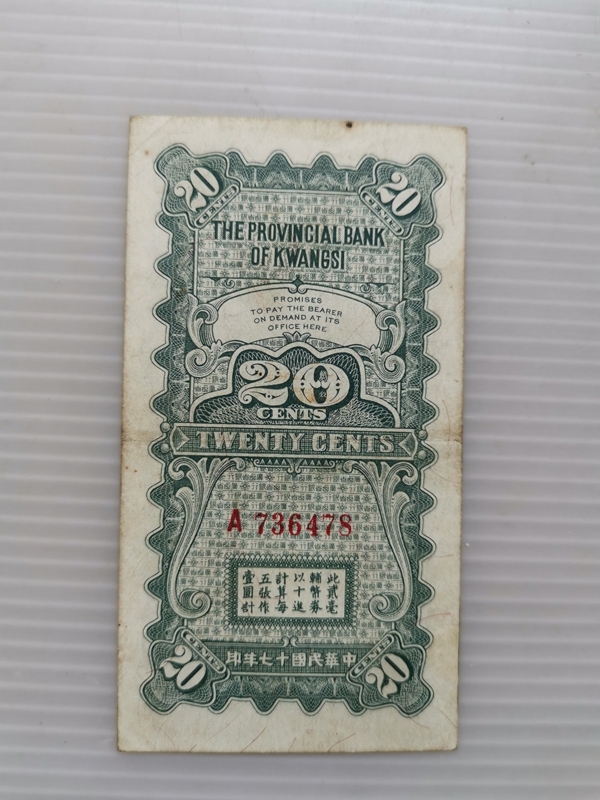 20 CENTS
20 CENTS
THE PROVINCIAL BANK
OF KWANGSI
PROMISES
TO PAY THE BEARER
ON DEMAND AT ITS
OFFICE HERE
20
CENTS
TWENTY CENTS
A 736478
此貳毫
輔幣券
以十進
計算每
五張作
壹圓計
中華民國十七年印
20 CENTS
20 CENTS